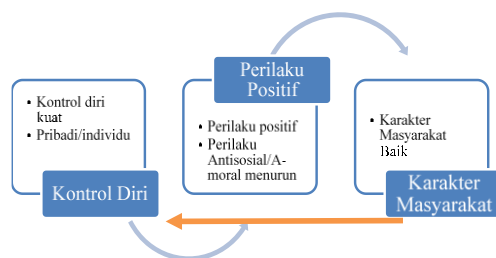 • Kontrol diri
kuat
• Pribadi/individu
Kontrol Diri
Perilaku
Positif
• Perilaku positif
• Perilaku
Antisosial/A-
moral menurun
• Karakter
Masyarakat
Baik
Karakter
Masyarakat